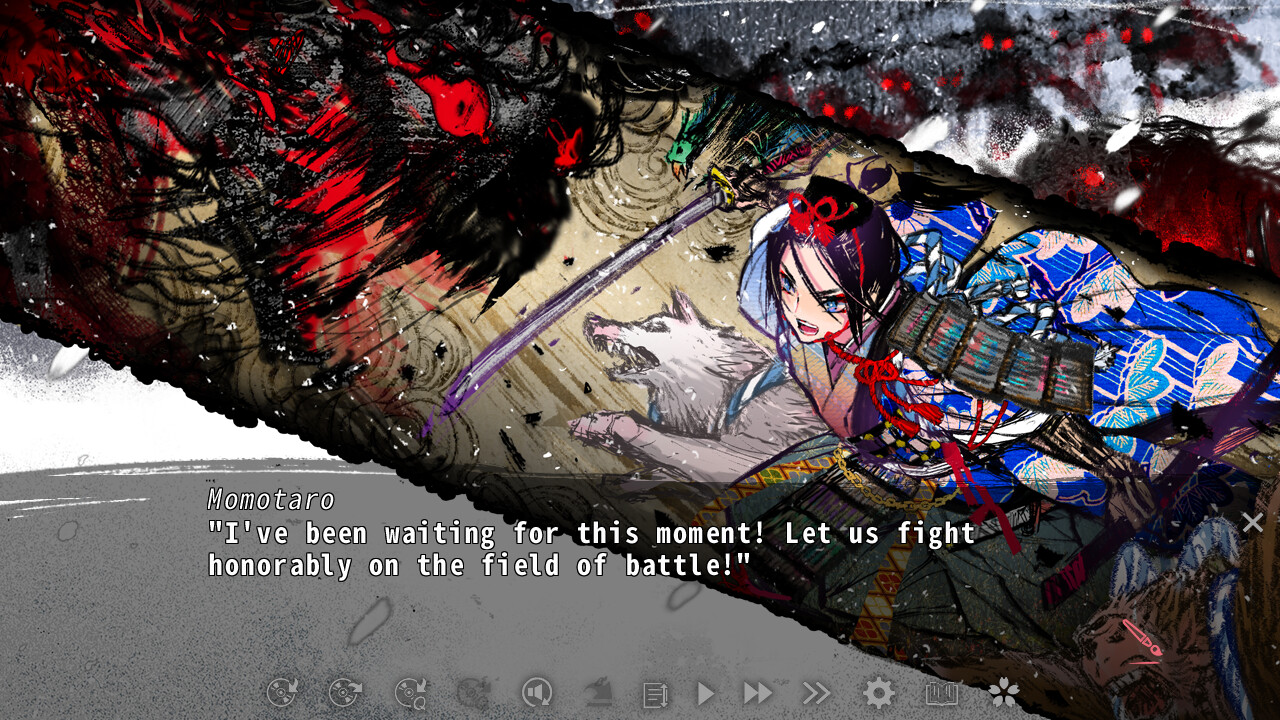 Momotaro
"I've been waiting for this moment! Let us fight
honorably on the field of battle!"